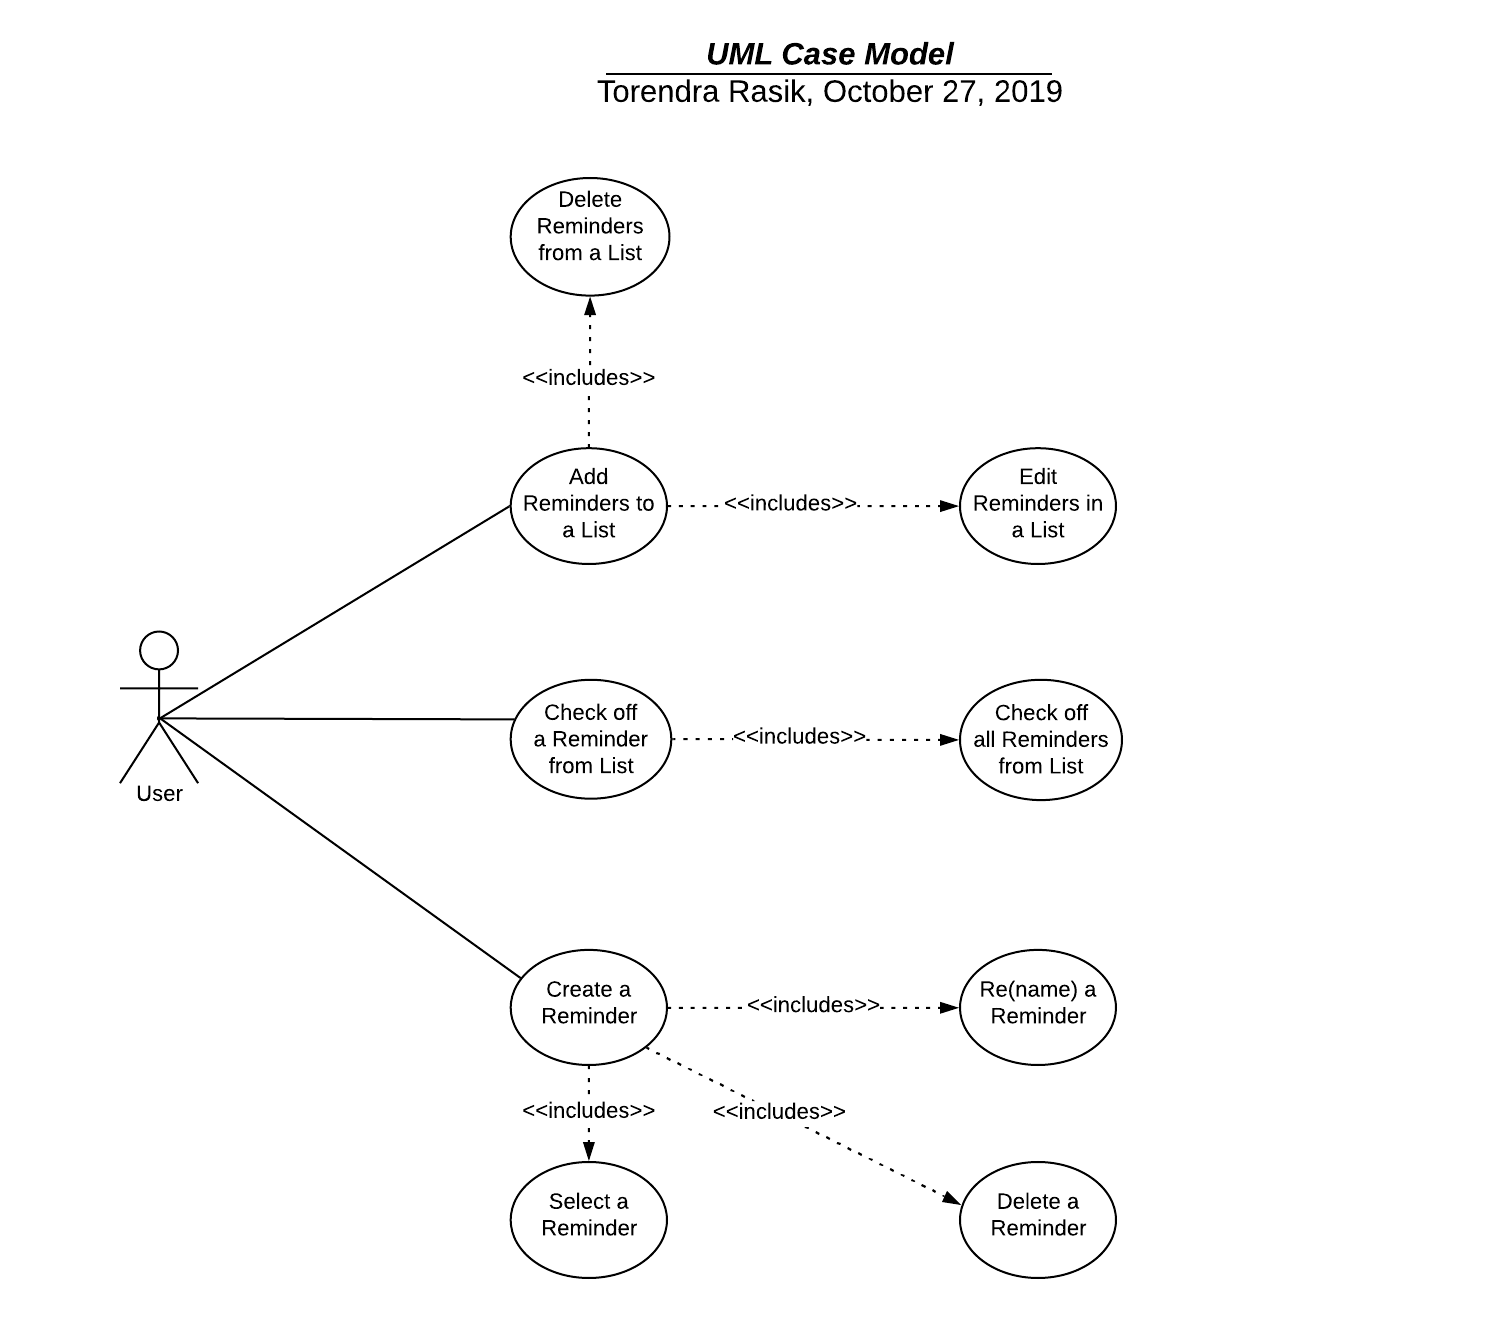 UML Case Model
Torendra Rasik, October 27, 2019
Delete
Reminders
from a List
<<includes>>
Add
Reminders to
a List
<<includes>>
Edit
Reminders in
a List
User
Check off
a Reminder
from List
<<includes>>
Check off
all Reminders
from List
Create a
Reminder
<<includes>>
Re(name) a
Reminder
<<includes>>
<<includes>>
Select a
Reminder
Delete a
Reminder